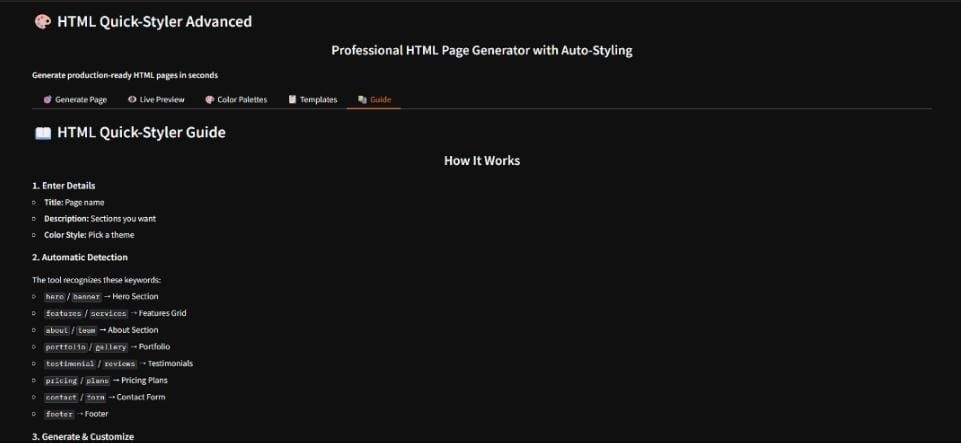 🎨 HTML Quick-Styler Advanced
Professional HTML Page Generator with Auto-Styling
Generate production-ready HTML pages in seconds
Generate Page Live Preview Color Palettes Templates Guide
📖 HTML Quick-Styler Guide
How It Works
1. Enter Details
Title: Page name
Description: Sections you want
Color Style: Pick a theme
2. Automatic Detection
The tool recognizes these keywords:
hero / banner → Hero Section
features / services → Features Grid
about / team → About Section
portfolio / gallery → Portfolio
testimonial / reviews → Testimonials
pricing / plans → Pricing Plans
contact / form → Contact Form
footer → Footer
3. Generate & Customize